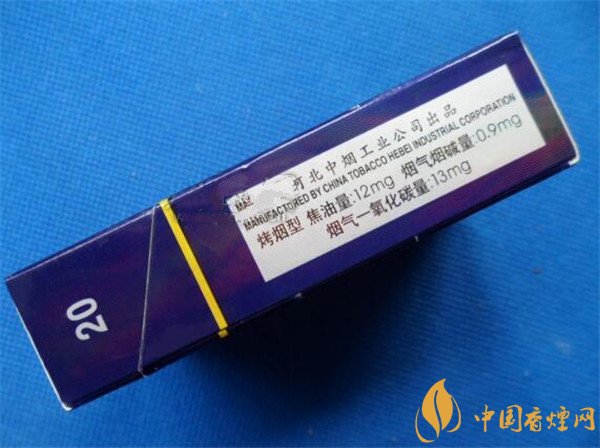 河北中烟工业公司出品
MANUFACTURED BY CHINA TOBACCO HEBEI INDUSTRIAL CORPORATION
烤烟型 焦油量:12mg 烟气烟碱量:0.9mg
烟气一氧化碳量:13mg
20
中国香烟网